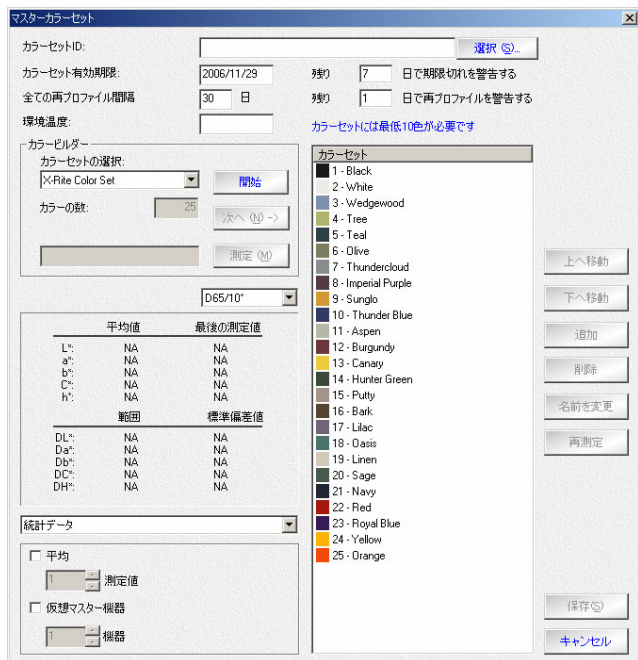 マスターカラーセット
カラーセットID:
選択 (S)...
カラーセット有効期限: 2006/11/29 残り 7 日で期限切れを警告する
全ての再プロファイル間隔 30 日 残り 1 日で再プロファイルを警告する
環境温度:
カラーセットには最低10色が必要です
カラービルダー
カラーセットの選択:
X-Rite Color Set
開始
カラーの数: 25
次へ (N) ->
測定 (M)
D65/10°
平均値 最後の測定値
L*: NA NA
a*: NA NA
b*: NA NA
C*: NA NA
h*: NA NA
範囲 標準偏差値
DL*: NA NA
Da*: NA NA
Db*: NA NA
DC*: NA NA
DH*: NA NA
統計データ
平均
1 測定値
仮想マスター機器
1 機器
カラーセット
1 - Black
2 - White
3 - Wedgewood
4 - Tree
5 - Teal
6 - Olive
7 - Thundercloud
8 - Imperial Purple
9 - Sunglo
10 - Thunder Blue
11 - Aspen
12 - Burgundy
13 - Canary
14 - Hunter Green
15 - Putty
16 - Bark
17 - Lilac
18 - Oasis
19 - Linen
20 - Sage
21 - Navy
22 - Red
23 - Royal Blue
24 - Yellow
25 - Orange
上へ移動
下へ移動
追加
削除
名前を変更
再測定
保存(S)
キャンセル